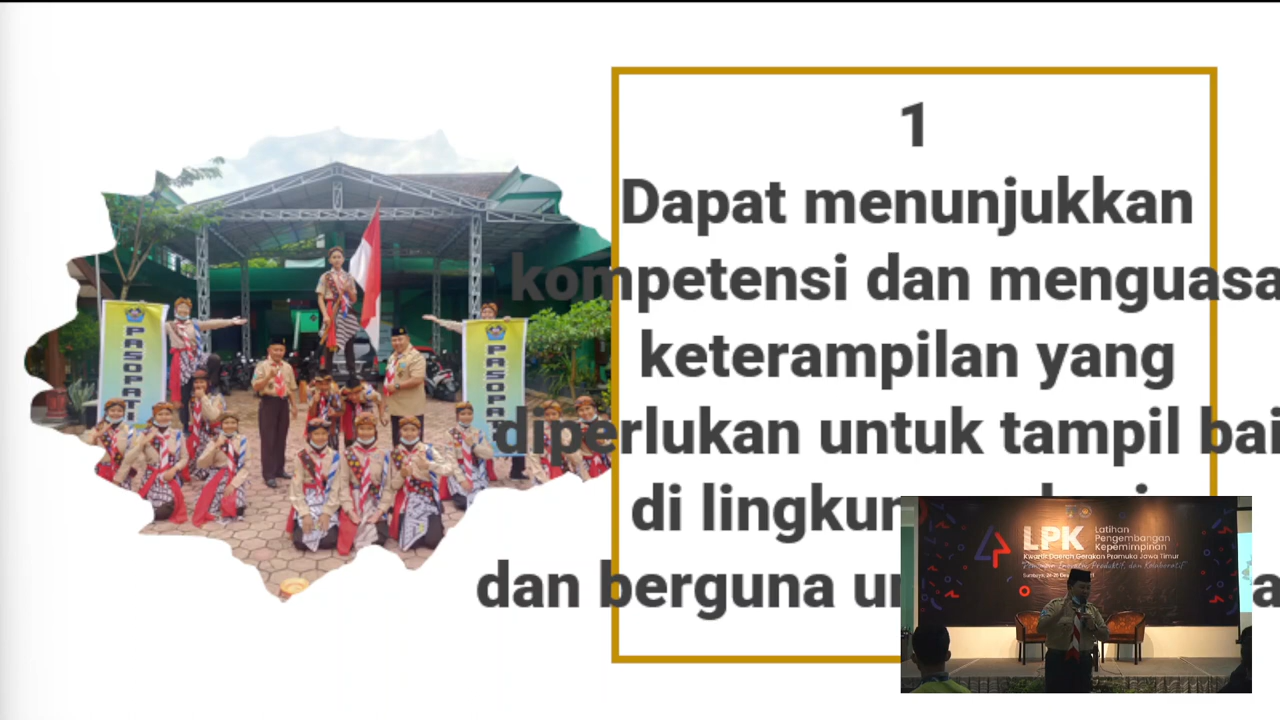 1
Dapat menunjukkan
kompetensi dan menguasa
keterampilan yang
diperlukan untuk tampil bai
di lingkun
dan berguna un
PASOPATI
PASOPA
LPK
Latihan
Pengembangan
Kepemimpinan
Kwartir Daerah Gerakan Pramuka Jawa Timur